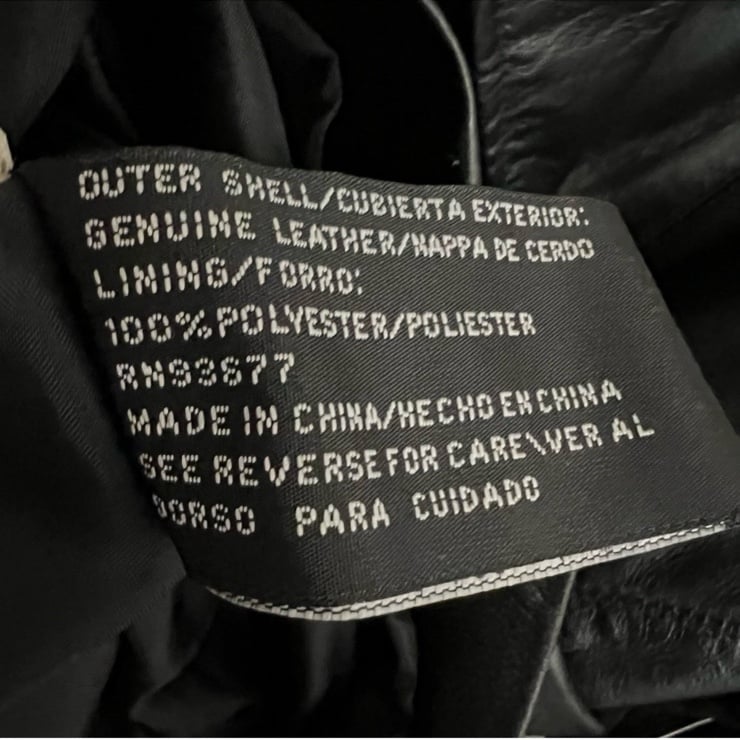 OUTER SHELL/CUBIERTA EXTERIOR:
GENUINE LEATHER/NAPPA DE CERDO
LINING/FORRO:
100% POLYESTER/POLIESTER
RN93677
MADE IN CHINA/HECHO EN CHINA
SEE REVERSE FOR CARE\VER AL
DORSO PARA CUIDADO